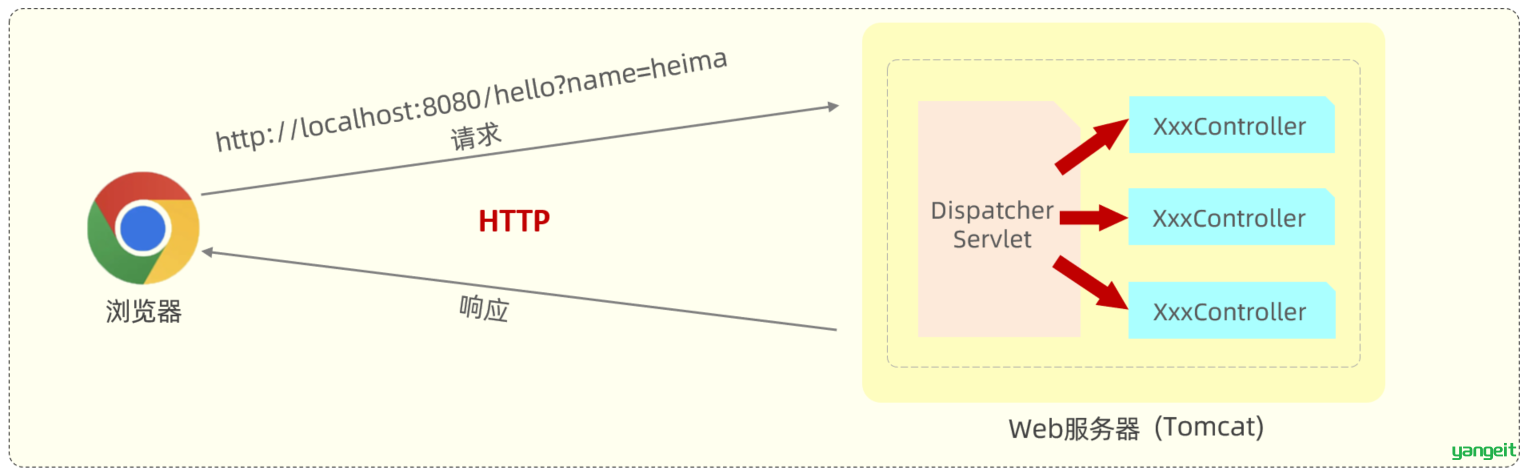 http://localhost:8080/hello?name=heima
请求
HTTP
响应
浏览器
Dispatcher
Servlet
XxxController
XxxController
XxxController
Web服务器（Tomcat）
yangeit